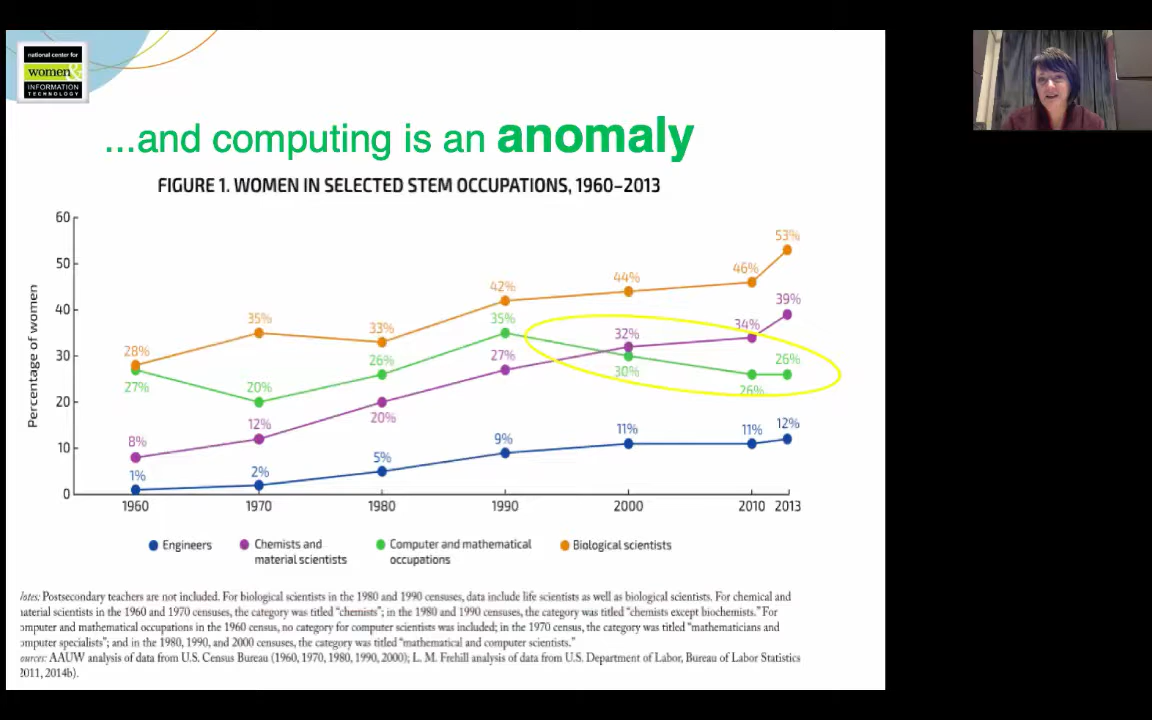 national center for
women&
INFORMATION
TECHNOLOGY
...and computing is an anomaly
FIGURE 1. WOMEN IN SELECTED STEM OCCUPATIONS, 1960–2013
Percentage of women
60
50
40
30
20
10
0
53%
46%
44%
42%
39%
35%
35%
33%
34%
32%
28%
26%
27%
26%
30%
26%
27%
20%
20%
12%
8%
11%
11%
12%
9%
5%
2%
1%
1960 1970 1980 1990 2000 2010 2013
Engineers
Chemists and
material scientists
Computer and mathematical
occupations
Biological scientists
Postsecondary teachers are not included. For biological scientists in the 1980 and 1990 censuses, data include life scientists as well as biological scientists. For chemical and
material scientists in the 1960 and 1970 censuses, the category was titled “chemists”; in the 1980 and 1990 censuses, the category was titled “chemists except biochemists.” For
computer and mathematical occupations in the 1960 census, no category for computer scientists was included; in the 1970 census, the category was titled “mathematicians and
computer specialists”; and in the 1980, 1990, and 2000 censuses, the category was titled “mathematical and computer scientists.”
AAUW analysis of data from U.S. Census Bureau (1960, 1970, 1980, 1990, 2000); L. M. Frehill analysis of data from U.S. Department of Labor, Bureau of Labor Statistics
2011, 2014b).